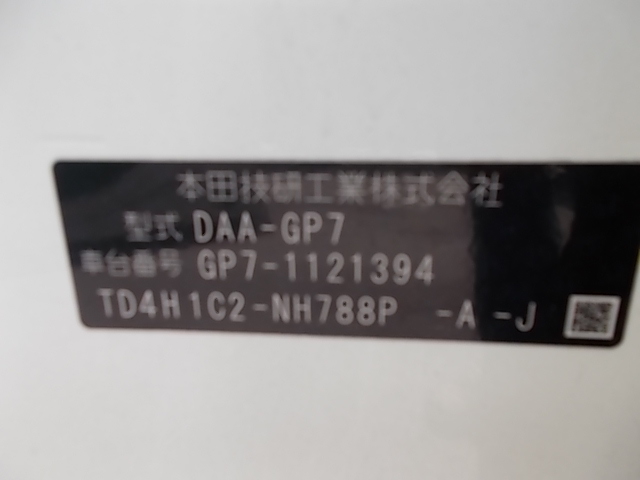 本田技研工業株式会社
型式 DAA-GP7
車台番号 GP7-1121394
TD4H1C2-NH788P -A -J